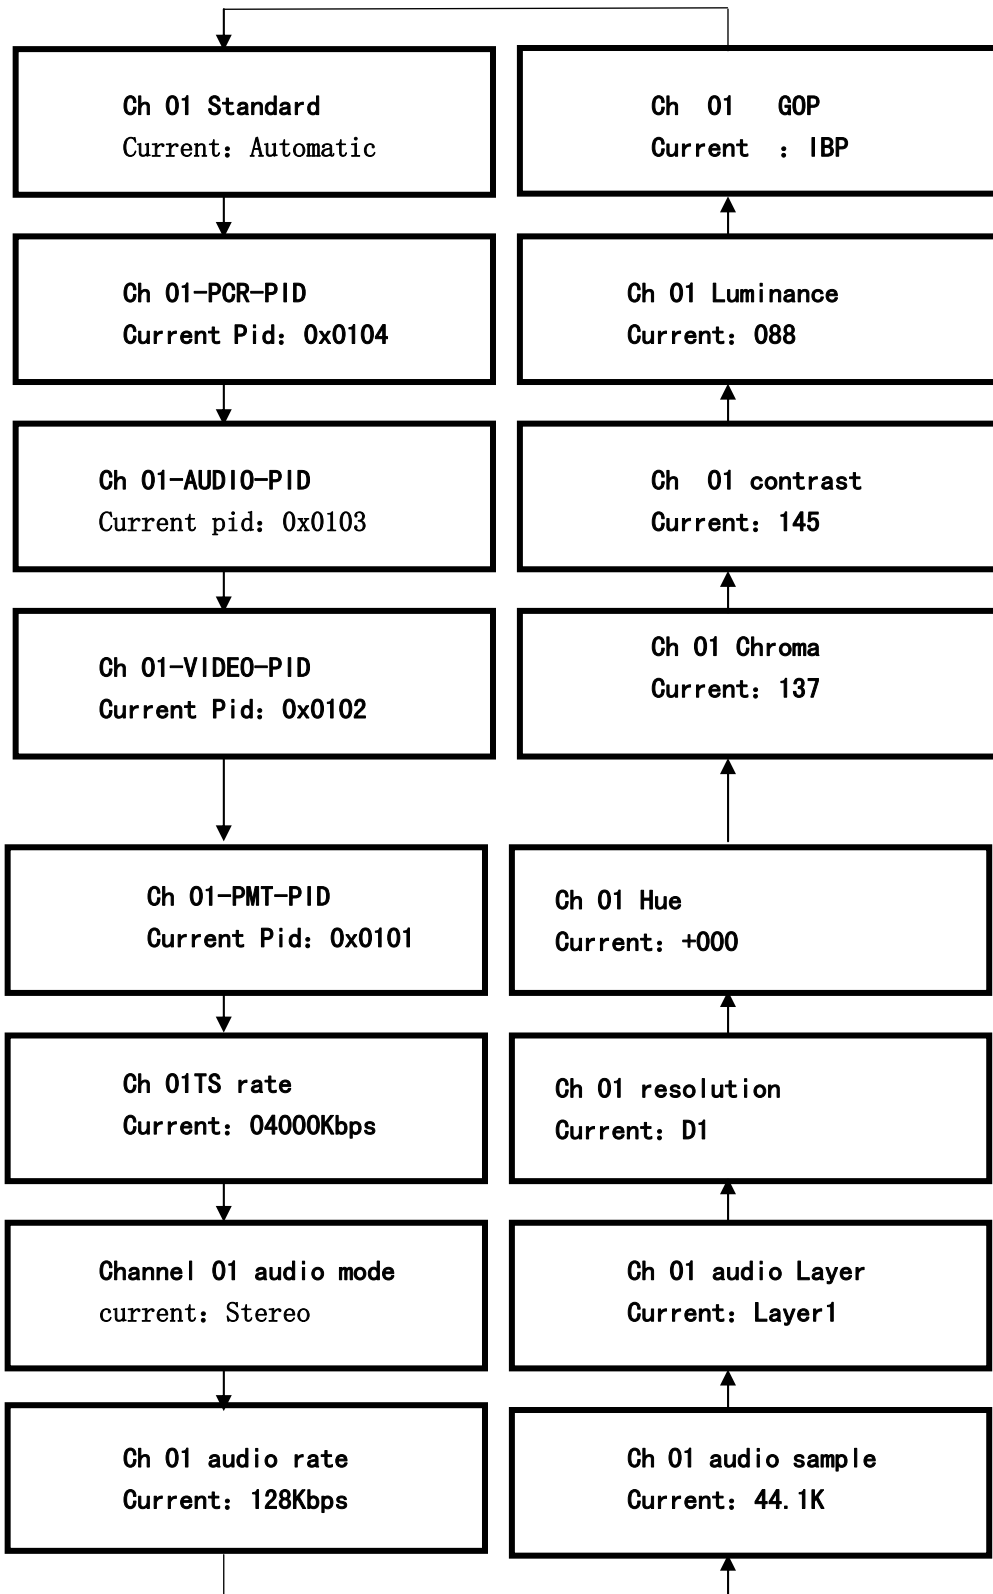 Ch 01 Standard
Current: Automatic
Ch 01-PCR-PID
Current Pid: 0x0104
Ch 01-AUDIO-PID
Current pid: 0x0103
Ch 01-VIDEO-PID
Current Pid: 0x0102
Ch 01-PMT-PID
Current Pid: 0x0101
Ch 01TS rate
Current: 04000Kbps
Channel 01 audio mode
current: Stereo
Ch 01 audio rate
Current: 128Kbps
Ch 01 audio sample
Current: 44.1K
Ch 01 audio Layer
Current: Layer1
Ch 01 resolution
Current: D1
Ch 01 Hue
Current: +000
Ch 01 Chroma
Current: 137
Ch 01 contrast
Current: 145
Ch 01 Luminance
Current: 088
Ch 01 GOP
Current : IBP